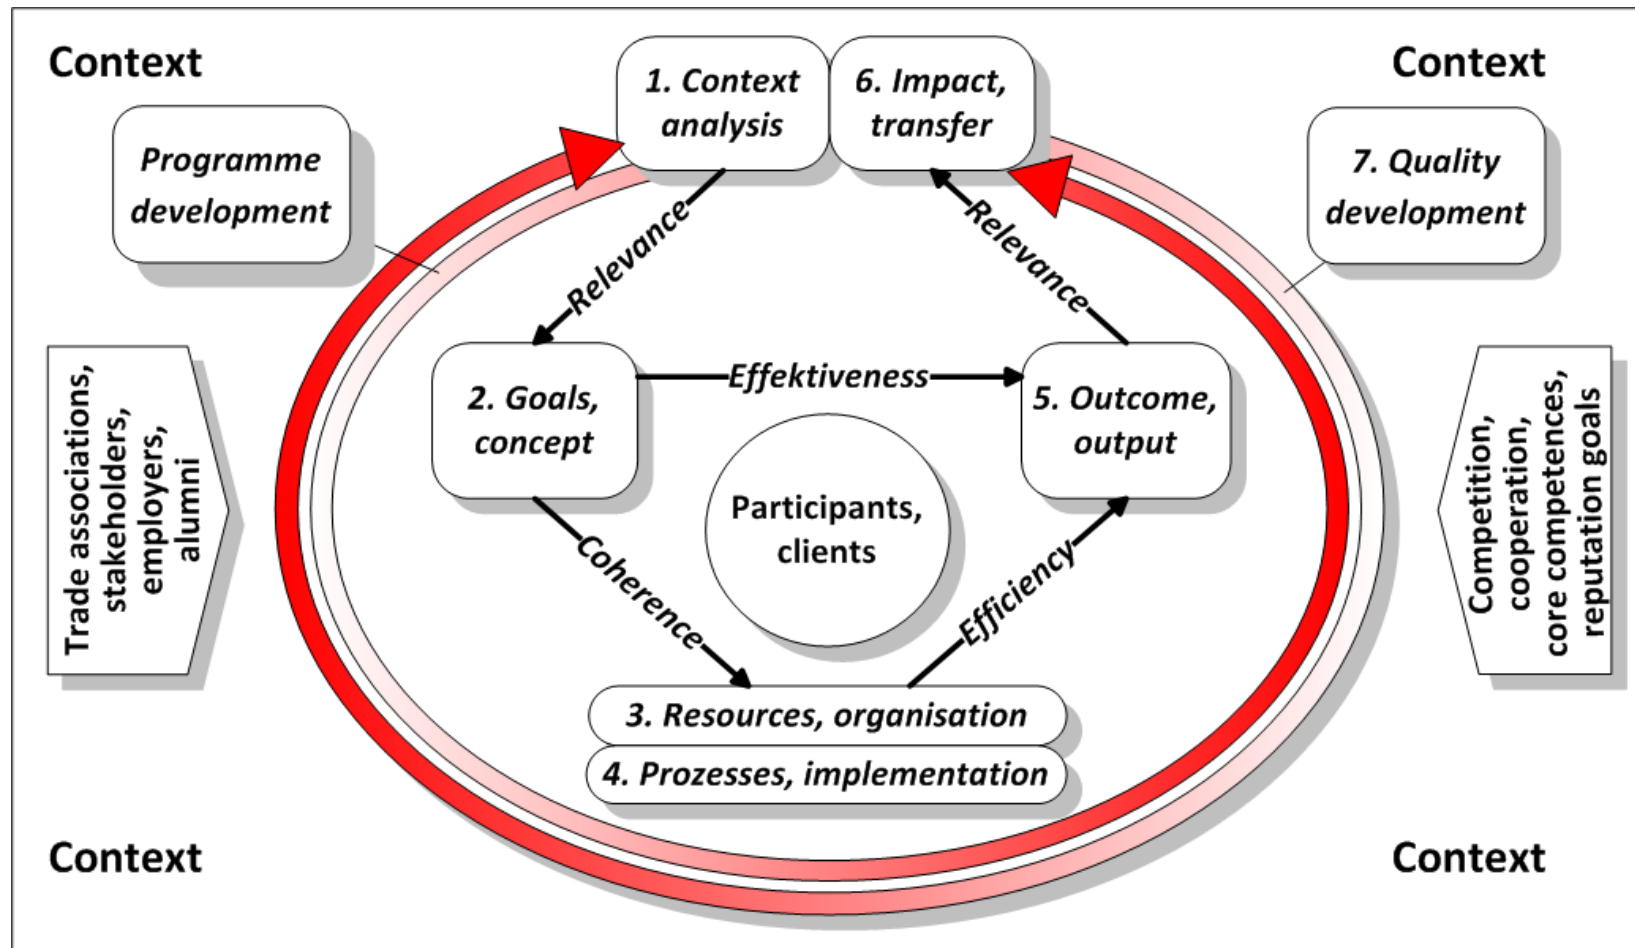 Context
Context
1. Context
analysis
6. Impact,
transfer
Programme
development
7. Quality
development
Relevance
Relevance
Trade associations,
stakeholders,
employers,
alumni
2. Goals,
concept
Effektiveness
5. Outcome,
output
Competition,
cooperation,
core competences,
reputation goals
Participants,
clients
Coherence
Efficiency
3. Resources, organisation
4. Prozesses, implementation
Context
Context